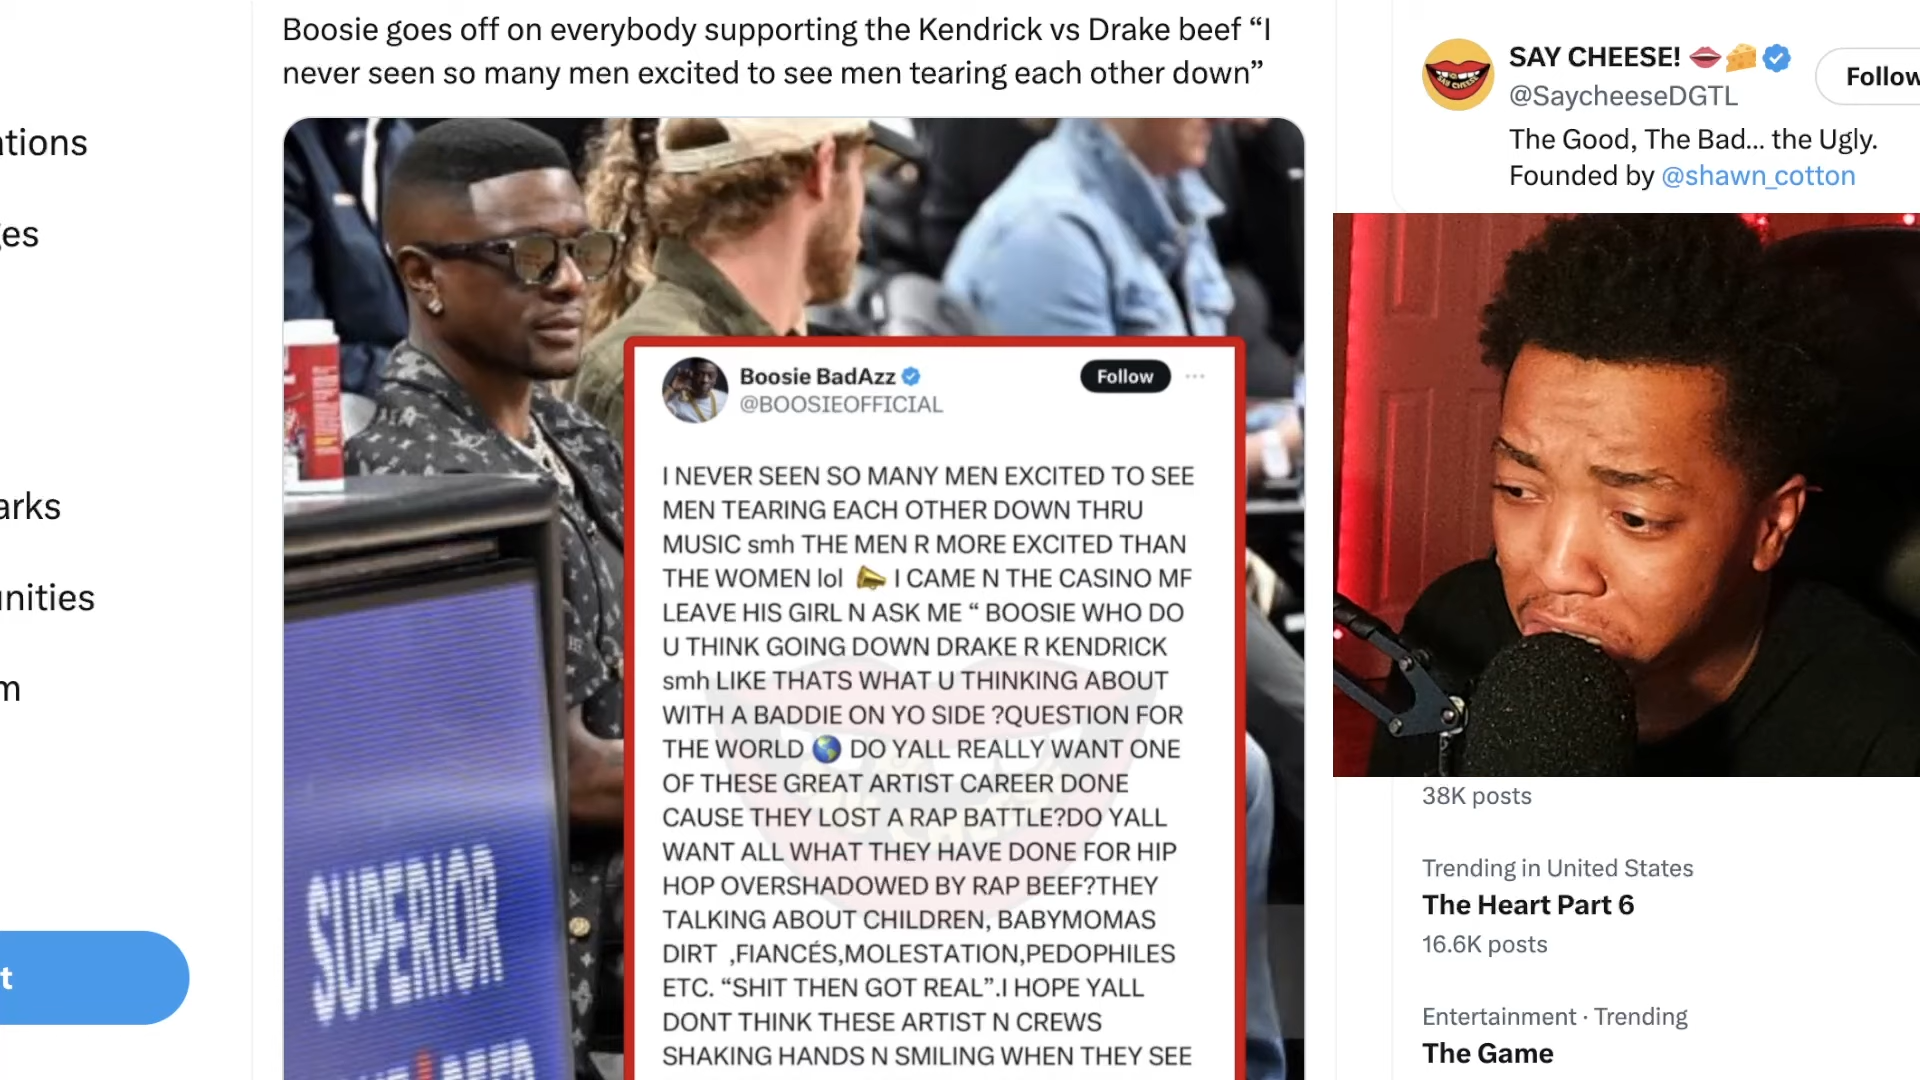 Boosie goes off on everybody supporting the Kendrick vs Drake beef “I
never seen so many men excited to see men tearing each other down”
ations
ges
arks
unities
m
t
Boosie BadAzz
@BOOSIEOFFICIAL
Follow
I NEVER SEEN SO MANY MEN EXCITED TO SEE
MEN TEARING EACH OTHER DOWN THRU
MUSIC smh THE MEN R MORE EXCITED THAN
THE WOMEN lol 📣 I CAME N THE CASINO MF
LEAVE HIS GIRL N ASK ME “ BOOSIE WHO DO
U THINK GOING DOWN DRAKE R KENDRICK
smh LIKE THATS WHAT U THINKING ABOUT
WITH A BADDIE ON YO SIDE ?QUESTION FOR
THE WORLD 🌎 DO YALL REALLY WANT ONE
OF THESE GREAT ARTIST CAREER DONE
CAUSE THEY LOST A RAP BATTLE?DO YALL
WANT ALL WHAT THEY HAVE DONE FOR HIP
HOP OVERSHADOWED BY RAP BEEF?THEY
TALKING ABOUT CHILDREN, BABYMOMAS
DIRT ,FIANCÉS,MOLESTATION,PEDOPHILES
ETC. “SHIT THEN GOT REAL”.I HOPE YALL
DONT THINK THESE ARTIST N CREWS
SHAKING HANDS N SMILING WHEN THEY SEE
SUPERIOR
SAY CHEESE! 👄🧀
@SaycheeseDGTL
Follow
The Good, The Bad... the Ugly.
Founded by @shawn_cotton
38K posts
Trending in United States
The Heart Part 6
16.6K posts
Entertainment · Trending
The Game